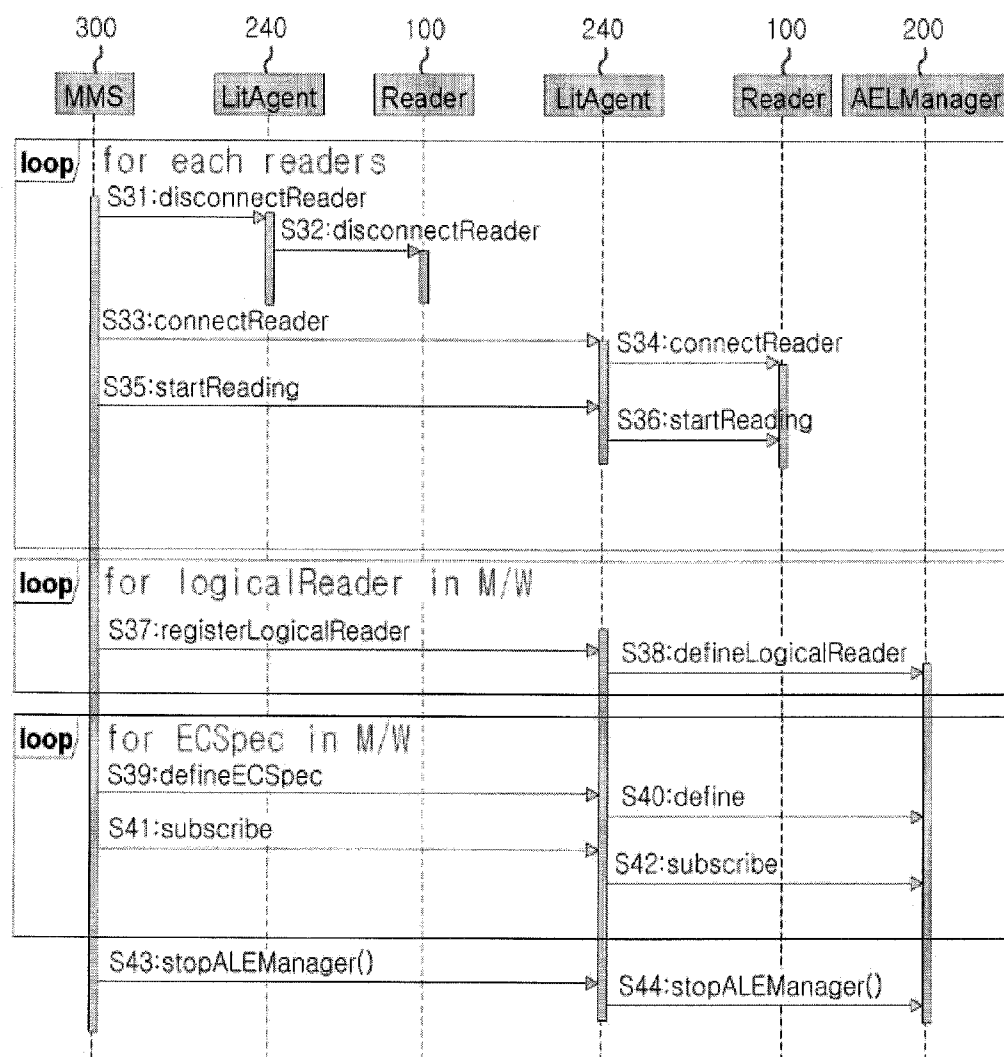 300 240 100 240 100 200
MMS LitAgent Reader LitAgent Reader AELManager
loop for each readers
S31:disconnectReader
S32:disconnectReader
S33:connectReader
S34:connectReader
S35:startReading
S36:startReading
loop for logicalReader in M/W
S37:registerLogicalReader
S38:defineLogicalReader
loop for ECSpec in M/W
S39:defineECSpec
S40:define
S41:subscribe
S42:subscribe
S43:stopALEManager()
S44:stopALEManager()